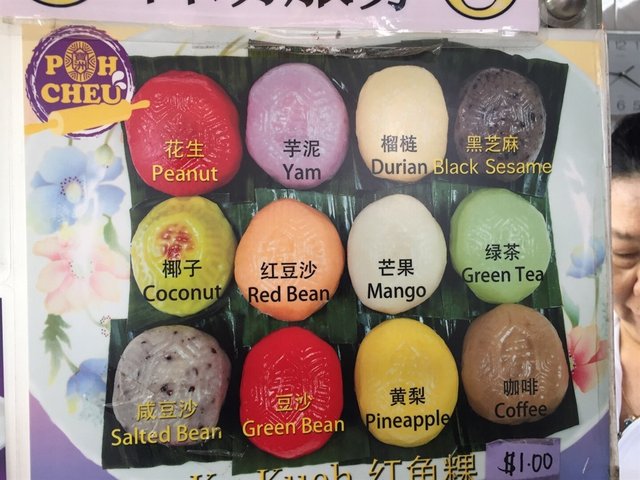 POH
CHEU
花生
Peanut
芋泥
Yam
榴梿
Durian
黑芝麻
Black Sesame
椰子
Coconut
红豆沙
Red Bean
芒果
Mango
绿茶
Green Tea
咸豆沙
Salted Bean
豆沙
Green Bean
黄梨
Pineapple
咖啡
Coffee
Kueh 红龟粿
$1.00